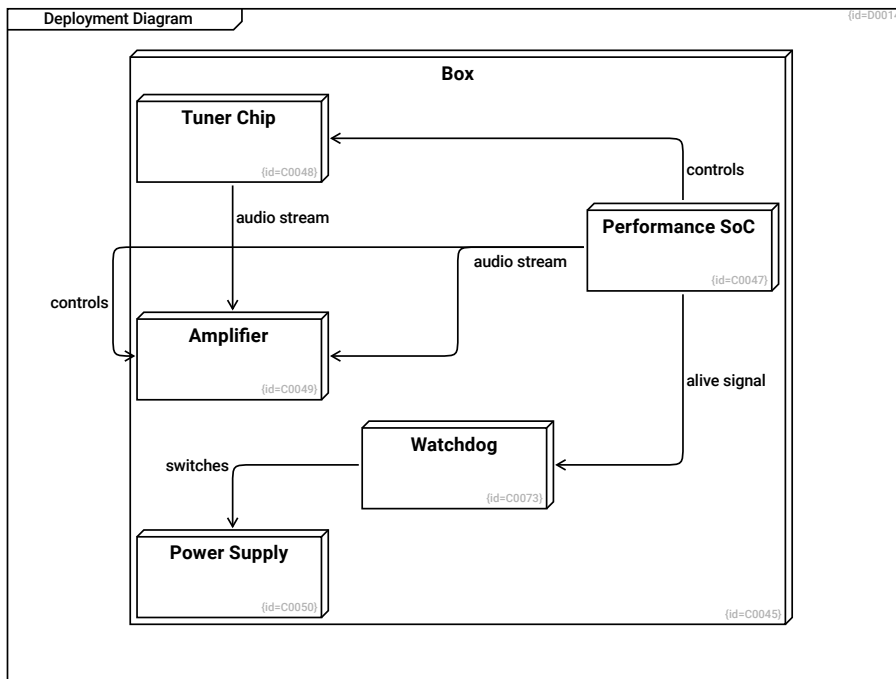 Deployment Diagram
{id=D0014
Box
Tuner Chip
{id=C0048}
controls
audio stream
Performance SoC
{id=C0047}
audio stream
controls
Amplifier
{id=C0049}
alive signal
Watchdog
{id=C0073}
switches
Power Supply
{id=C0050}
{id=C0045}